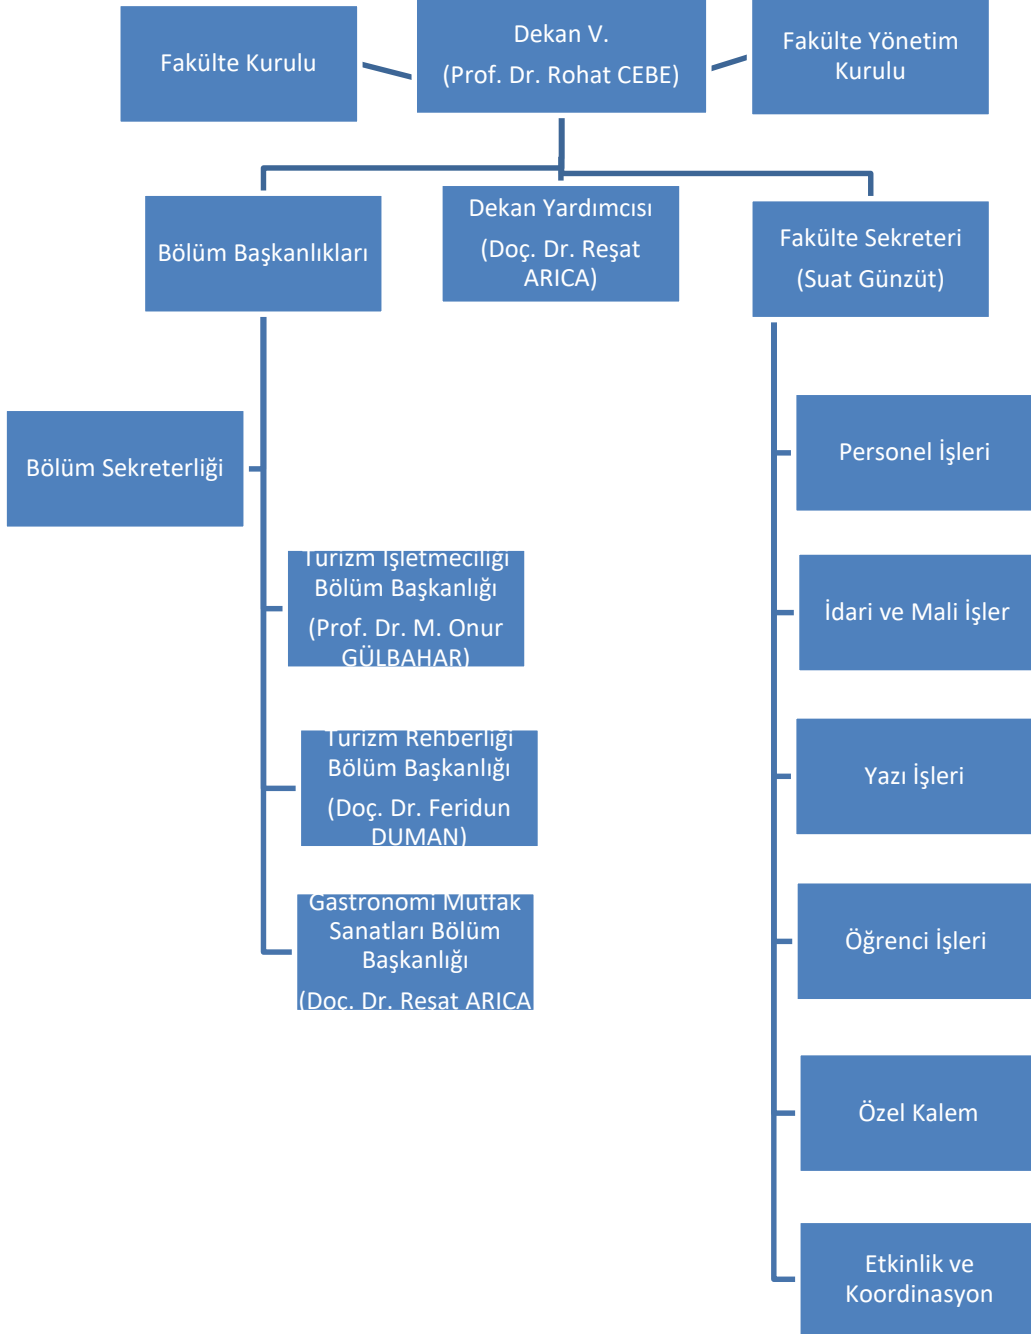 Fakülte Kurulu
Dekan V.
(Prof. Dr. Rohat CEBE)
Fakülte Yönetim
Kurulu
Bölüm Başkanlıkları
Dekan Yardımcısı
(Doç. Dr. Reşat
ARICA)
Fakülte Sekreteri
(Suat Günzüt)
Bölüm Sekreterliği
Turizm İşletmeciliği
Bölüm Başkanlığı
(Prof. Dr. M. Onur
GÜLBAHAR)
Turizm Rehberliği
Bölüm Başkanlığı
(Doç. Dr. Feridun
DUMAN)
Gastronomi Mutfak
Sanatları Bölüm
Başkanlığı
(Doç. Dr. Reşat ARICA
Personel İşleri
İdari ve Mali İşler
Yazı İşleri
Öğrenci İşleri
Özel Kalem
Etkinlik ve
Koordinasyon